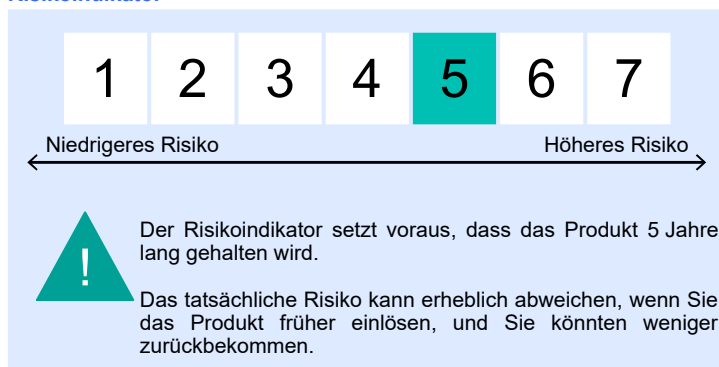 Risikoindikator
1 2 3 4 5 6 7
Niedrigeres Risiko Höheres Risiko
! Der Risikoindikator setzt voraus, dass das Produkt 5 Jahre
lang gehalten wird.
Das tatsächliche Risiko kann erheblich abweichen, wenn Sie
das Produkt früher einlösen, und Sie könnten weniger
zurückbekommen.